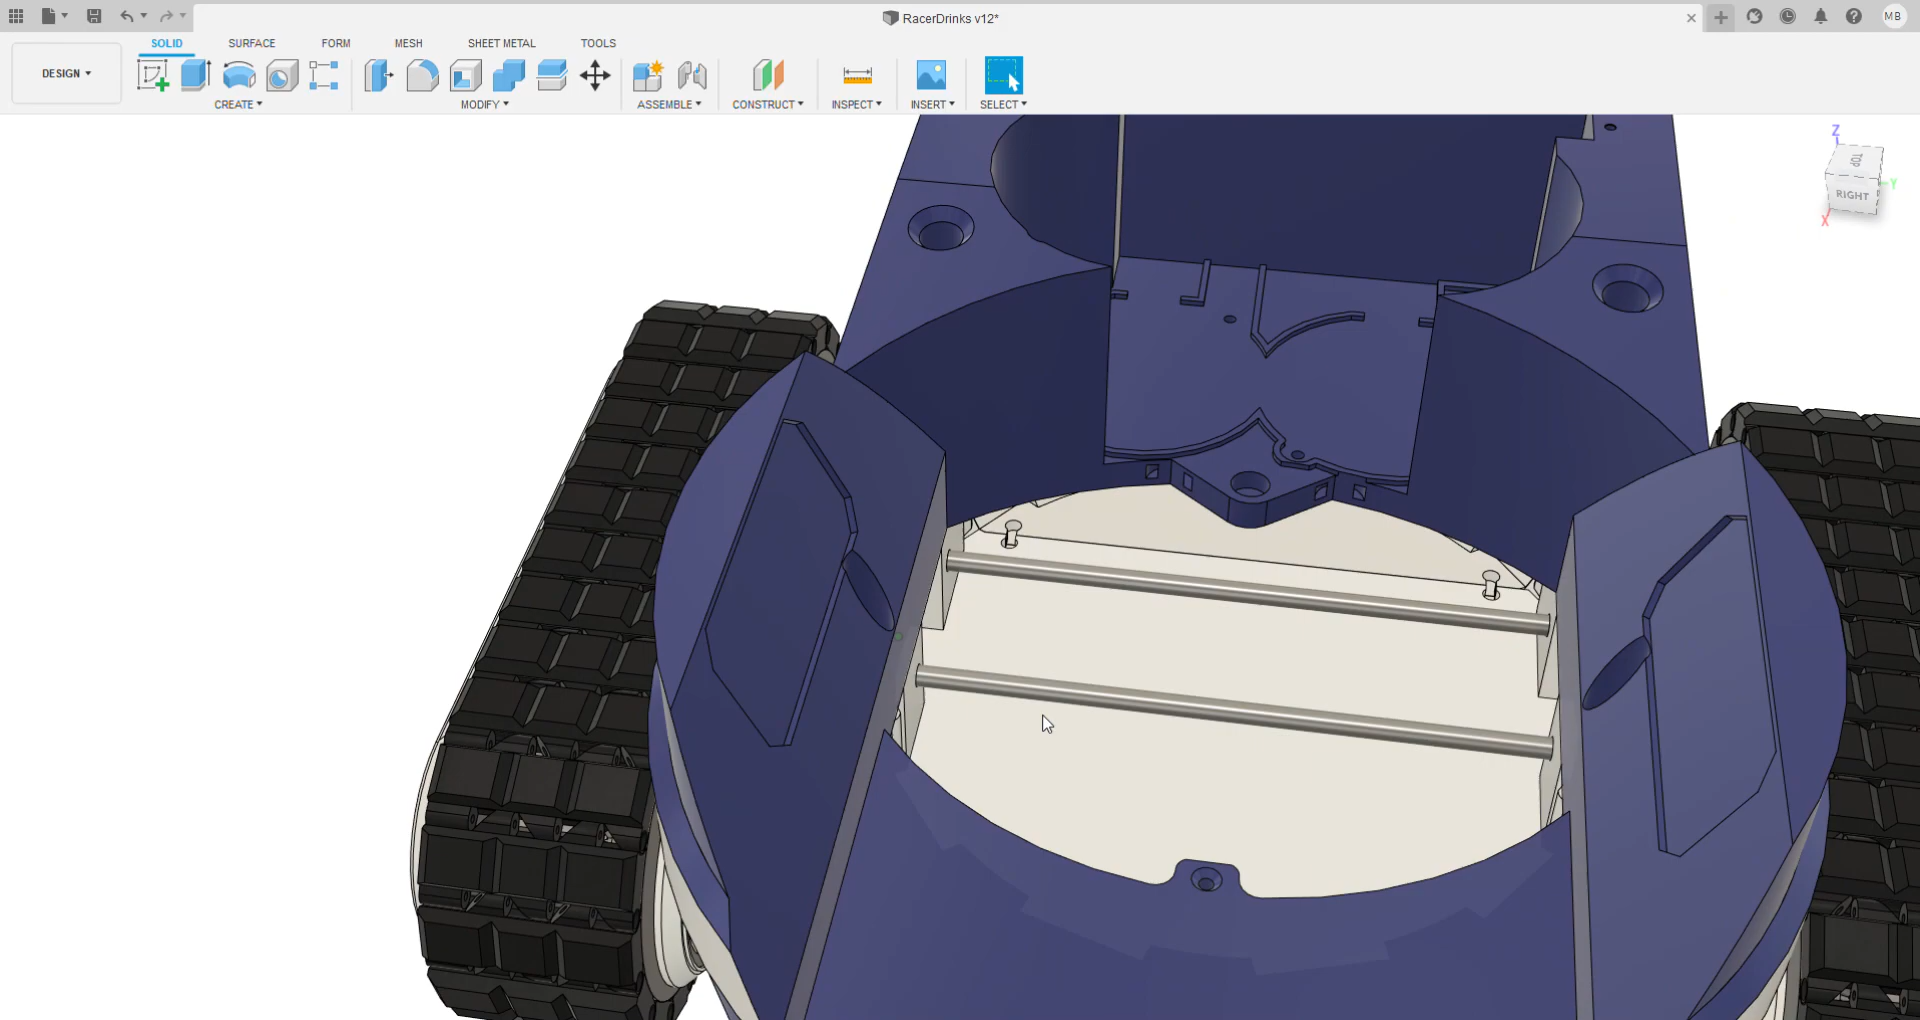 RacerDrinks v12*
MB
DESIGN
SOLID SURFACE FORM MESH SHEET METAL TOOLS
CREATE MODIFY ASSEMBLE CONSTRUCT INSPECT INSERT SELECT
Z
TOP
Y
RIGHT
X